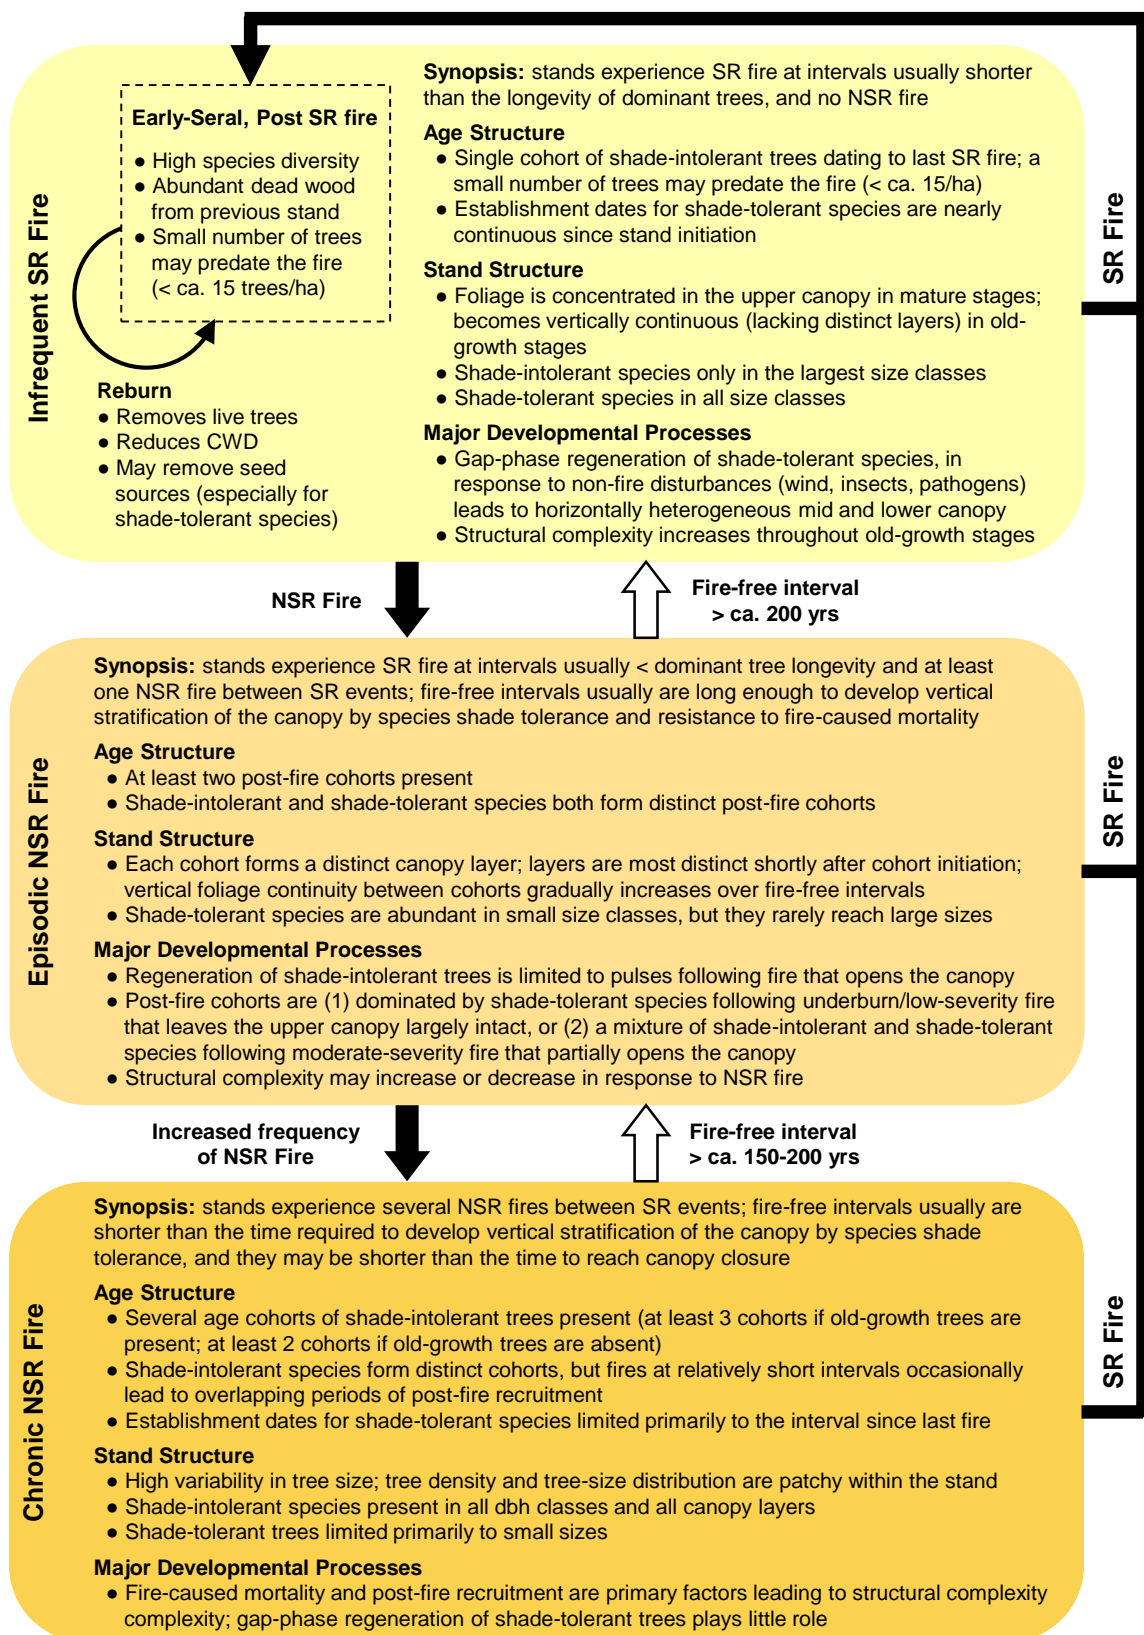 Infrequent SR Fire
Early-Seral, Post SR fire
● High species diversity
● Abundant dead wood
from previous stand
● Small number of trees
may predate the fire
(< ca. 15 trees/ha)
Reburn
● Removes live trees
● Reduces CWD
● May remove seed
sources (especially for
shade-tolerant species)
Synopsis: stands experience SR fire at intervals usually shorter
than the longevity of dominant trees, and no NSR fire
Age Structure
● Single cohort of shade-intolerant trees dating to last SR fire; a
small number of trees may predate the fire (< ca. 15/ha)
● Establishment dates for shade-tolerant species are nearly
continuous since stand initiation
Stand Structure
● Foliage is concentrated in the upper canopy in mature stages;
becomes vertically continuous (lacking distinct layers) in old-
growth stages
● Shade-intolerant species only in the largest size classes
● Shade-tolerant species in all size classes
Major Developmental Processes
● Gap-phase regeneration of shade-tolerant species, in
response to non-fire disturbances (wind, insects, pathogens)
leads to horizontally heterogeneous mid and lower canopy
● Structural complexity increases throughout old-growth stages
SR Fire
NSR Fire
Fire-free interval
> ca. 200 yrs
Episodic NSR Fire
Synopsis: stands experience SR fire at intervals usually < dominant tree longevity and at least
one NSR fire between SR events; fire-free intervals usually are long enough to develop vertical
stratification of the canopy by species shade tolerance and resistance to fire-caused mortality
Age Structure
● At least two post-fire cohorts present
● Shade-intolerant and shade-tolerant species both form distinct post-fire cohorts
Stand Structure
● Each cohort forms a distinct canopy layer; layers are most distinct shortly after cohort initiation;
vertical foliage continuity between cohorts gradually increases over fire-free intervals
● Shade-tolerant species are abundant in small size classes, but they rarely reach large sizes
Major Developmental Processes
● Regeneration of shade-intolerant trees is limited to pulses following fire that opens the canopy
● Post-fire cohorts are (1) dominated by shade-tolerant species following underburn/low-severity fire
that leaves the upper canopy largely intact, or (2) a mixture of shade-intolerant and shade-tolerant
species following moderate-severity fire that partially opens the canopy
● Structural complexity may increase or decrease in response to NSR fire
SR Fire
Increased frequency
of NSR Fire
Fire-free interval
> ca. 150-200 yrs
Chronic NSR Fire
Synopsis: stands experience several NSR fires between SR events; fire-free intervals usually are
shorter than the time required to develop vertical stratification of the canopy by species shade
tolerance, and they may be shorter than the time to reach canopy closure
Age Structure
● Several age cohorts of shade-intolerant trees present (at least 3 cohorts if old-growth trees are
present; at least 2 cohorts if old-growth trees are absent)
● Shade-intolerant species form distinct cohorts, but fires at relatively short intervals occasionally
lead to overlapping periods of post-fire recruitment
● Establishment dates for shade-tolerant species limited primarily to the interval since last fire
Stand Structure
● High variability in tree size; tree density and tree-size distribution are patchy within the stand
● Shade-intolerant species present in all dbh classes and all canopy layers
● Shade-tolerant trees limited primarily to small sizes
Major Developmental Processes
● Fire-caused mortality and post-fire recruitment are primary factors leading to structural complexity
complexity; gap-phase regeneration of shade-tolerant trees plays little role
SR Fire